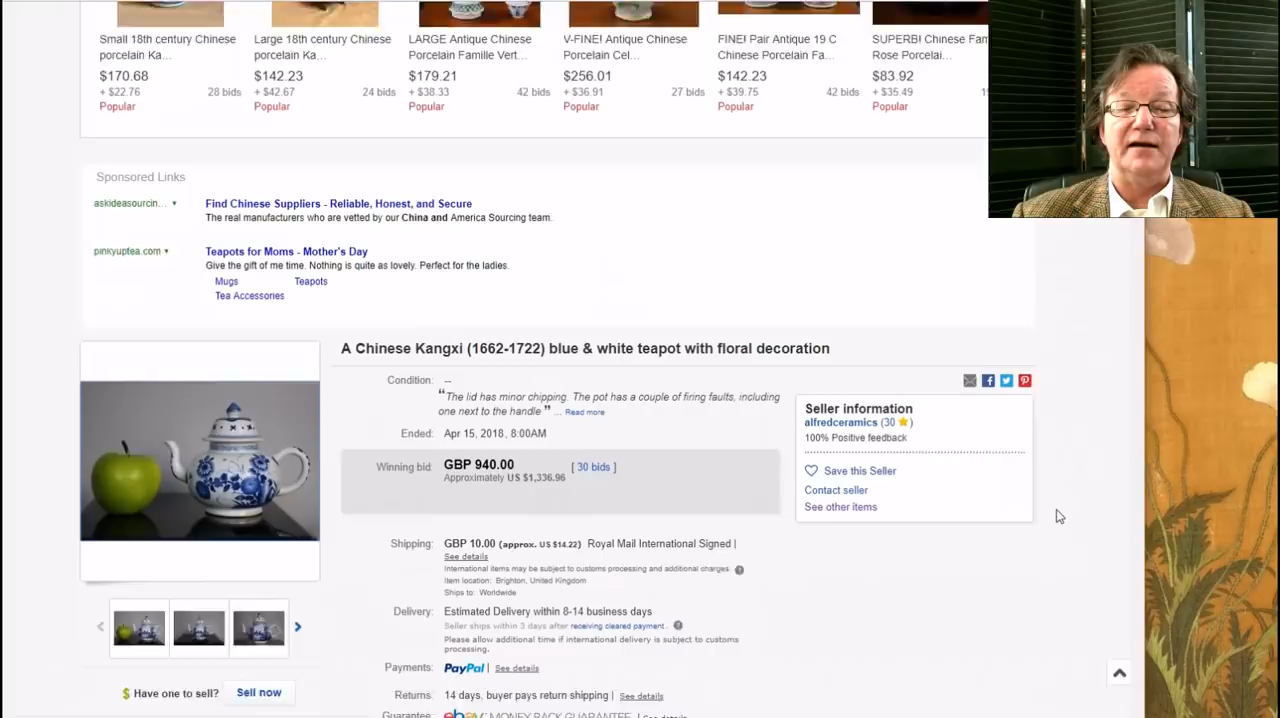 Small 18th century Chinese
porcelain Ka...
$170.68
+ $22.76
28 bids
Popular
Large 18th century Chinese
porcelain Ka...
$142.23
+ $42.67
24 bids
Popular
LARGE Antique Chinese
Porcelain Famille Vert...
$179.21
+ $38.33
42 bids
Popular
V-FINE! Antique Chinese
Porcelain Cel...
$256.01
+ $36.91
27 bids
Popular
FINE! Pair Antique 19 C
Chinese Porcelain Fa...
$142.23
+ $39.75
42 bids
Popular
SUPERB! Chinese Fam
Rose Porcelai...
$83.92
+ $35.49
Popular
Sponsored Links
askideasourcin...
Find Chinese Suppliers - Reliable, Honest, and Secure
The real manufacturers who are vetted by our China and America Sourcing team.
pinkyuptea.com
Teapots for Moms - Mother's Day
Give the gift of me time. Nothing is quite as lovely. Perfect for the ladies.
Mugs
Teapots
Tea Accessories
A Chinese Kangxi (1662-1722) blue & white teapot with floral decoration
Condition: --
“The lid has minor chipping. The pot has a couple of firing faults, including
one next to the handle ” ... Read more
Ended: Apr 15, 2018 , 8:00AM
Winning bid: GBP 940.00 [ 30 bids ]
Approximately US $1,336.96
Seller information
alfredceramics (30 )
100% Positive feedback
Save this Seller
Contact seller
See other items
Shipping: GBP 10.00 (approx. US $14.22) Royal Mail International Signed |
See details
International items may be subject to customs processing and additional charges
Item location: Brighton, United Kingdom
Ships to: Worldwide
Delivery: Estimated Delivery within 8-14 business days
Seller ships within 3 days after receiving cleared payment .
Please allow additional time if international delivery is subject to customs
processing.
Payments: PayPal | See details
Returns: 14 days, buyer pays return shipping | See details
Guarantee: ebay MONEY BACK GUARANTEE | See details
$ Have one to sell? Sell now